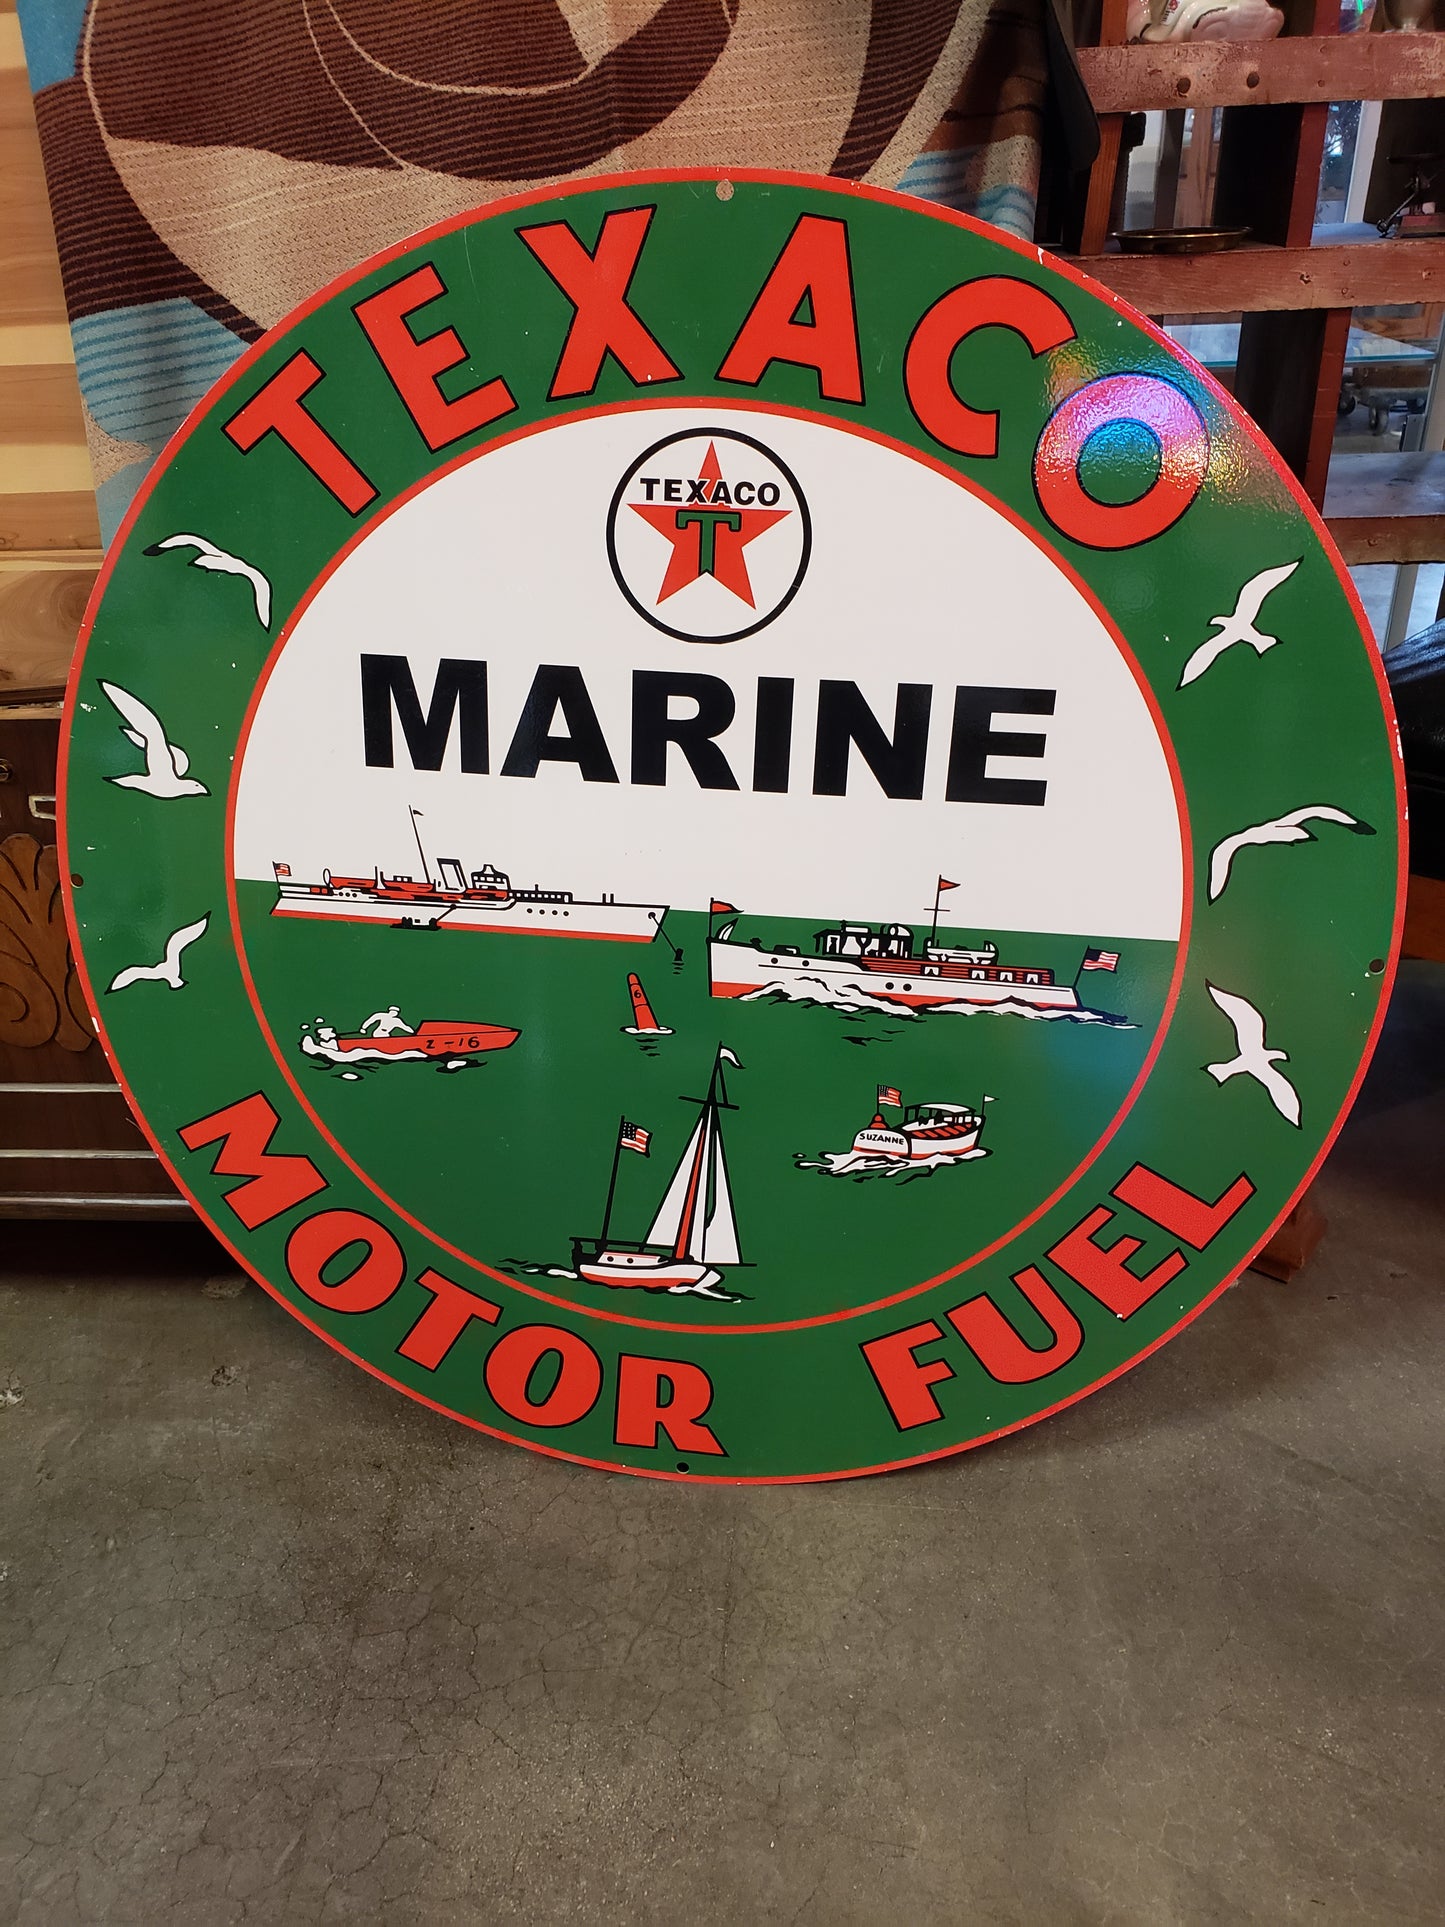 TEXACO
TEXACO
T
MARINE
6
Z-16
SUZANNE
MOTOR FUEL